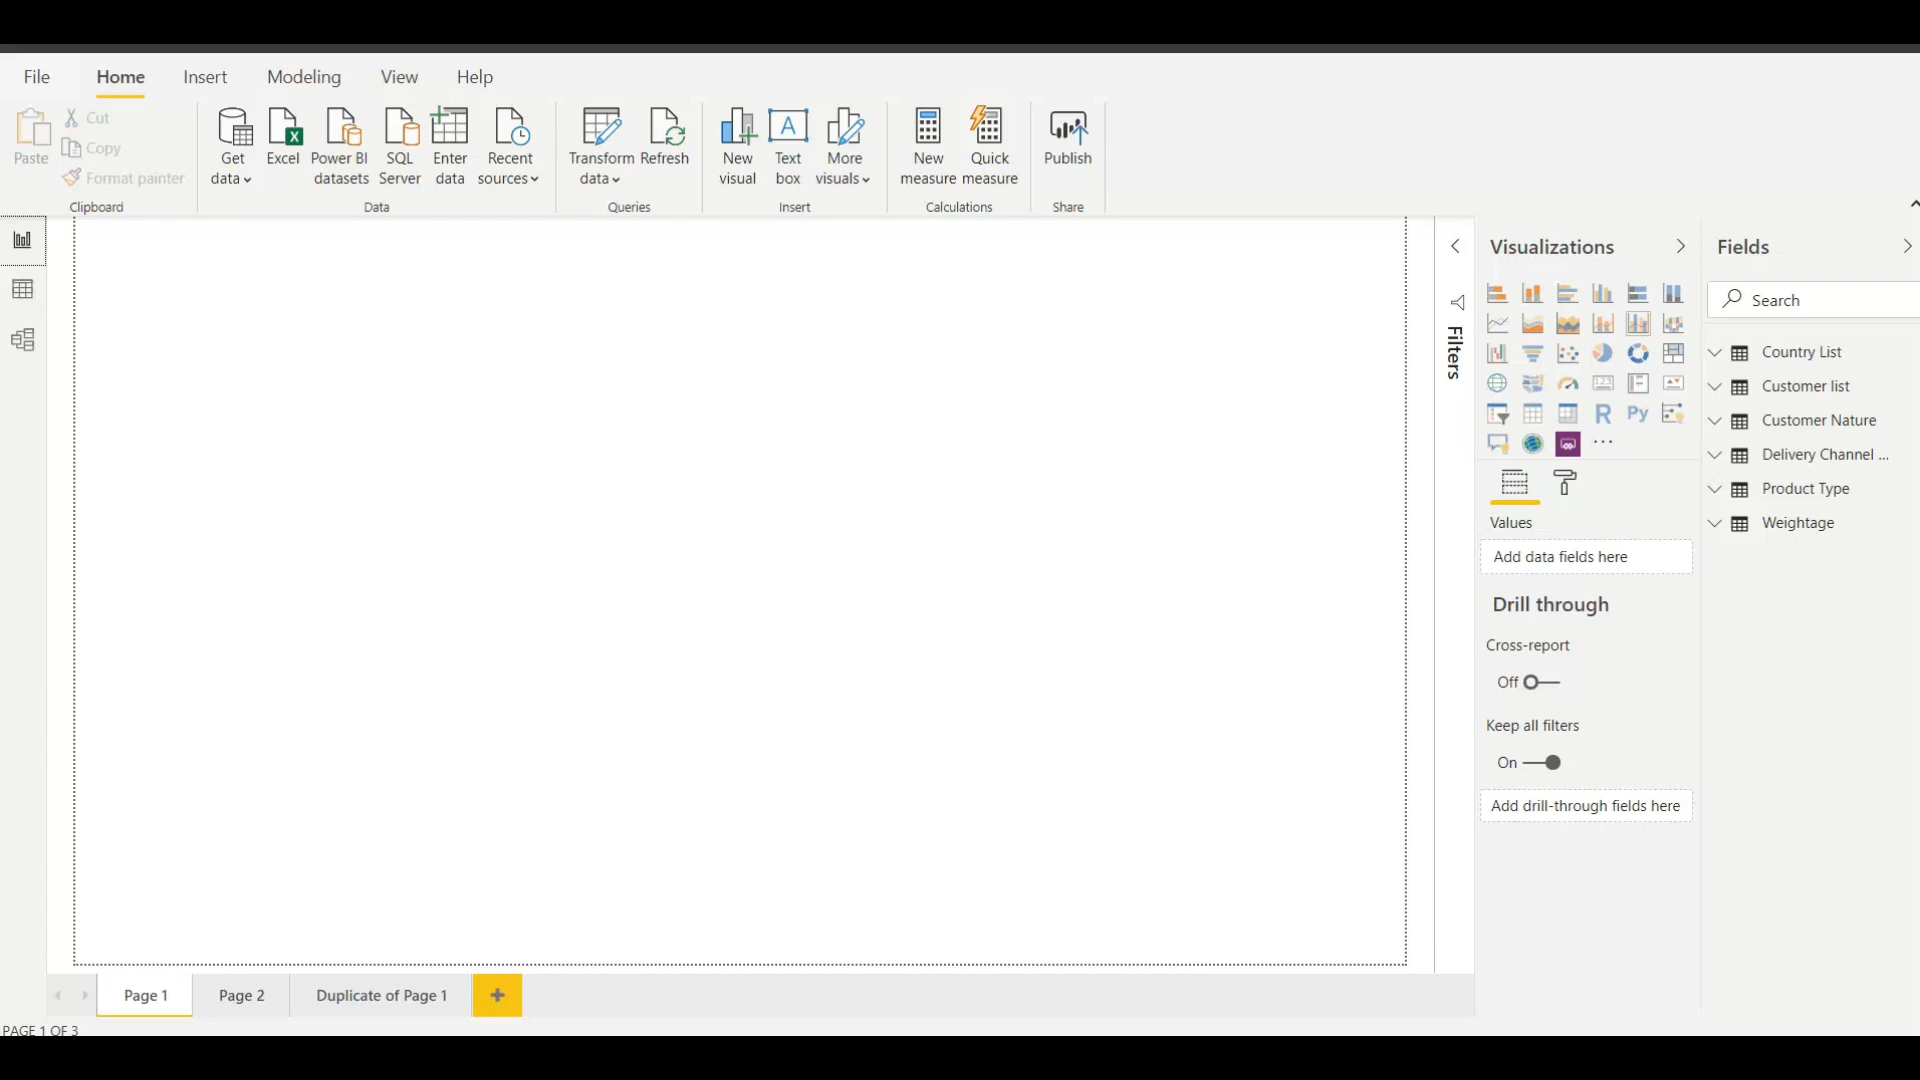 File Home Insert Modeling View Help
Paste
Cut
Copy
Format painter
Clipboard
Get data
Excel
Power BI datasets
SQL Server
Enter data
Recent sources
Data
Transform data
Refresh
Queries
New visual
Text box
More visuals
Insert
New measure
Quick measure
Calculations
Publish
Share
Filters
Visualizations
R Py
Values
Add data fields here
Drill through
Cross-report
Off
Keep all filters
On
Add drill-through fields here
Fields
Search
Country List
Customer list
Customer Nature
Delivery Channel ...
Product Type
Weightage
Page 1 Page 2 Duplicate of Page 1
PAGE 1 OF 3